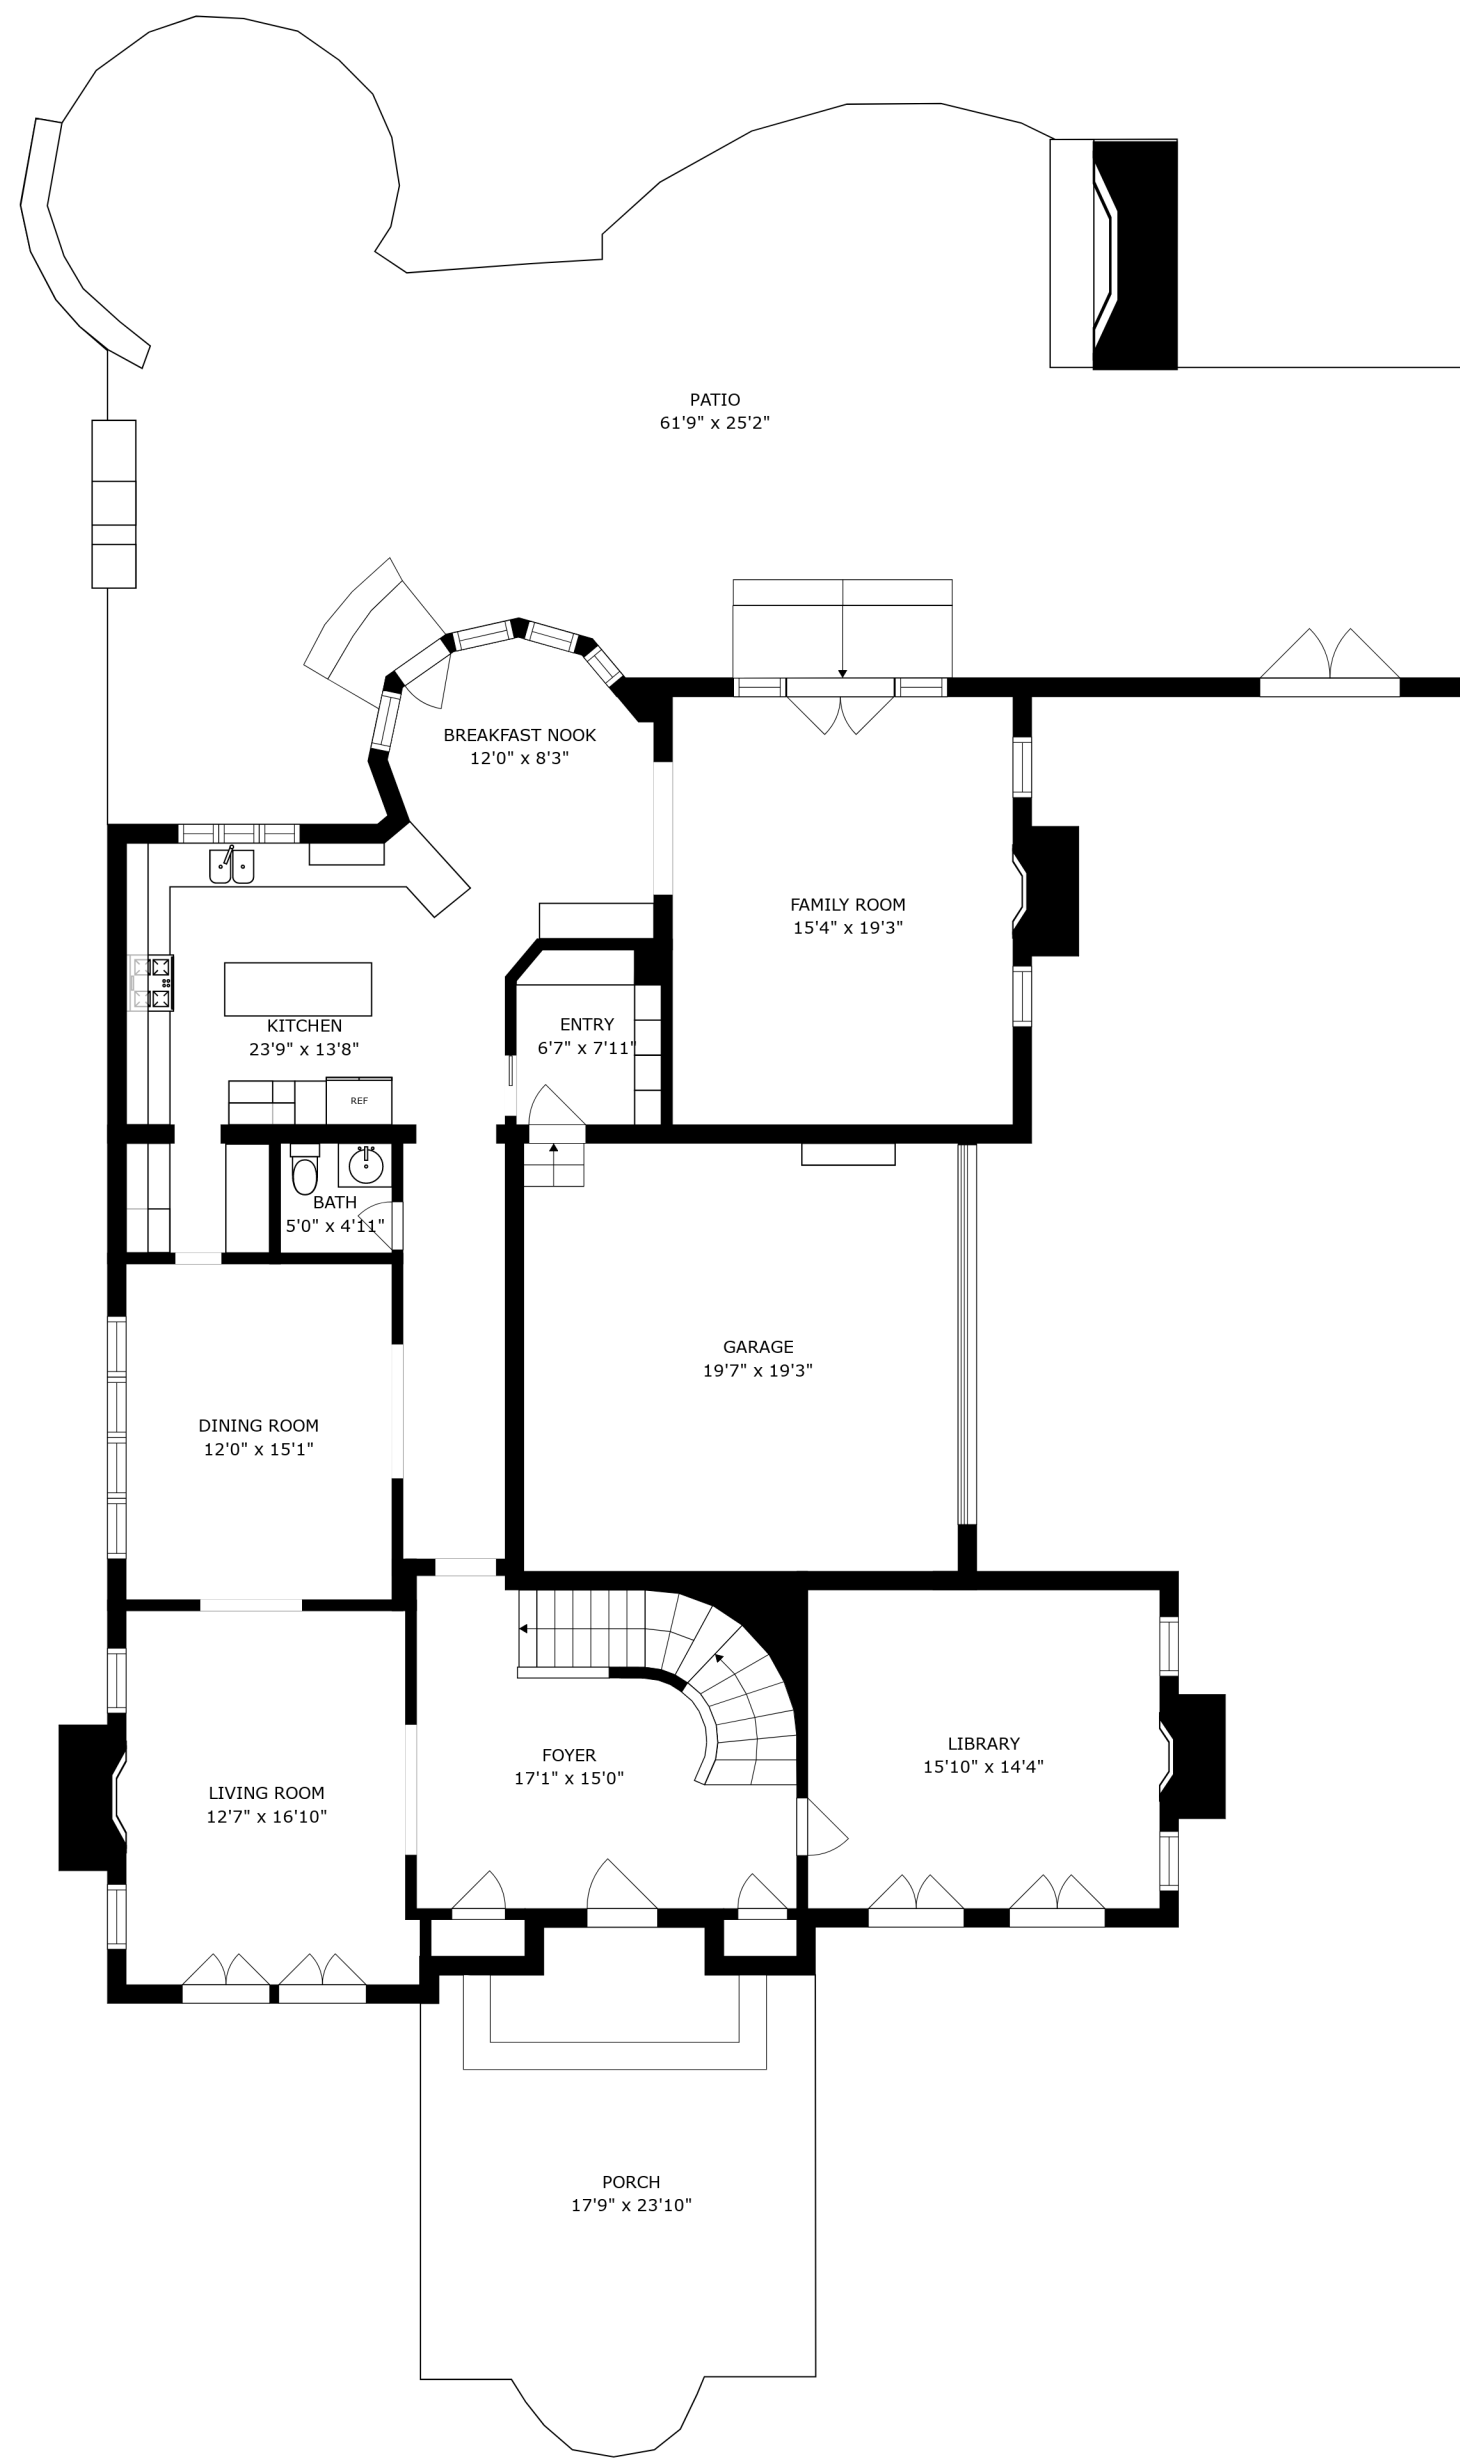 PATIO
61'9" x 25'2"
BREAKFAST NOOK
12'0" x 8'3"
FAMILY ROOM
15'4" x 19'3"
KITCHEN
23'9" x 13'8"
ENTRY
6'7" x 7'11"
REF
BATH
5'0" x 4'11"
GARAGE
19'7" x 19'3"
DINING ROOM
12'0" x 15'1"
LIBRARY
15'10" x 14'4"
FOYER
17'1" x 15'0"
LIVING ROOM
12'7" x 16'10"
PORCH
17'9" x 23'10"